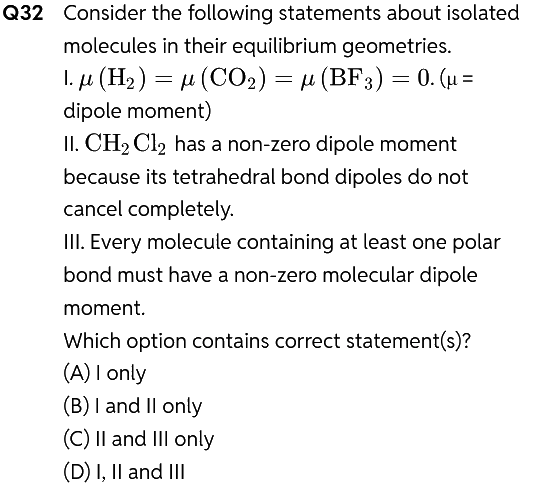 Q32 Consider the following statements about isolated
molecules in their equilibrium geometries.
I. μ (H₂) = μ (CO₂) = μ (BF₃) = 0. (μ =
dipole moment)
II. CH₂ Cl₂ has a non-zero dipole moment
because its tetrahedral bond dipoles do not
cancel completely.
III. Every molecule containing at least one polar
bond must have a non-zero molecular dipole
moment.
Which option contains correct statement(s)?
(A) I only
(B) I and II only
(C) II and III only
(D) I, II and III